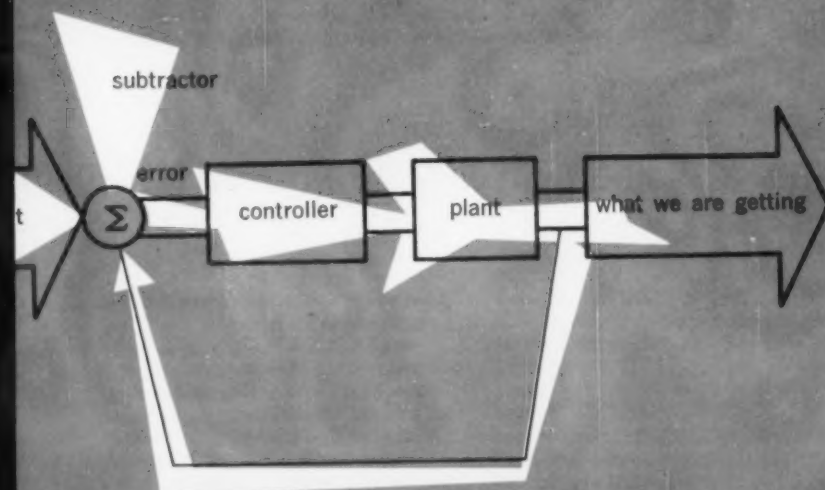 subtractor
error
t
Σ
controller
plant
what we are getting